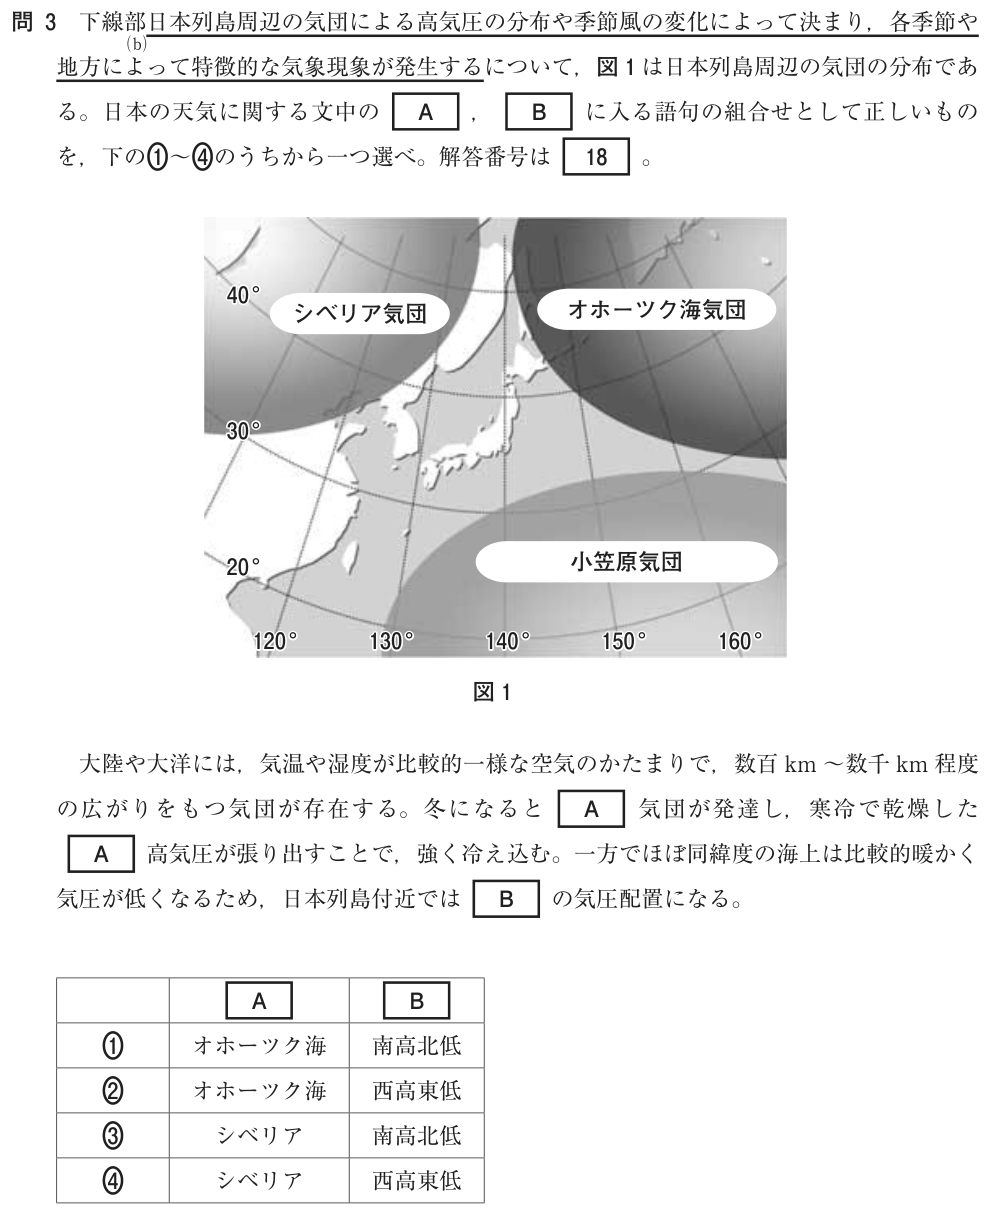 問 3 下線部日本列島周辺の気団による高気圧の分布や季節風の変化によって決まり，各季節や
(b)
地方によって特徴的な気象現象が発生するについて，図1は日本列島周辺の気団の分布であ
る。日本の天気に関する文中の A ， B に入る語句の組合せとして正しいもの
を，下の①～④のうちから一つ選べ。解答番号は 18 。
40°
シベリア気団
オホーツク海気団
30°
小笠原気団
20°
120° 130° 140° 150° 160°
図1
大陸や大洋には，気温や湿度が比較的一様な空気のかたまりで，数百 km ～数千 km 程度
の広がりをもつ気団が存在する。冬になると A 気団が発達し，寒冷で乾燥した
A 高気圧が張り出すことで，強く冷え込む。一方でほぼ同緯度の海上は比較的暖かく
気圧が低くなるため，日本列島付近では B の気圧配置になる。
A B
① オホーツク海 南高北低
② オホーツク海 西高東低
③ シベリア 南高北低
④ シベリア 西高東低